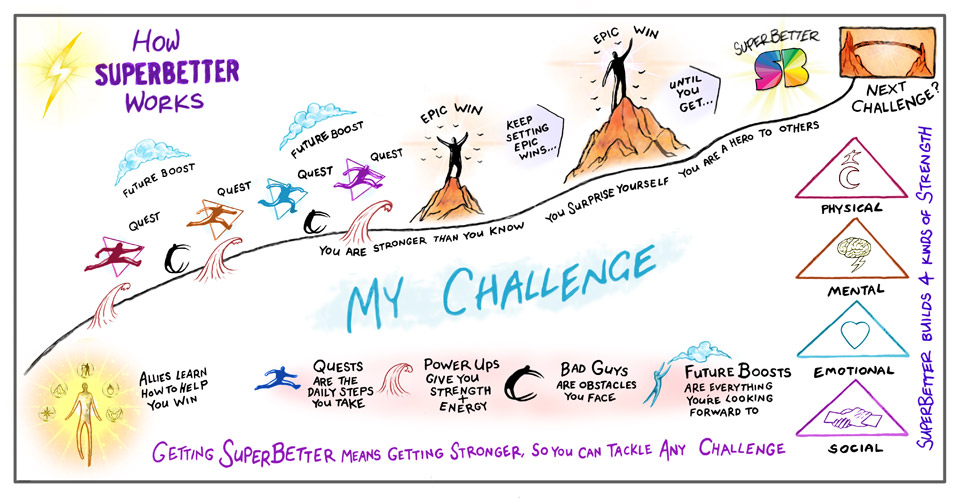 HOW
SUPERBETTER
WORKS
FUTURE BOOST
FUTURE BOOST
QUEST
QUEST
QUEST
QUEST
EPIC WIN
KEEP
SETTING
EPIC
WINS...
EPIC WIN
UNTIL
YOU
GET...
SUPERBETTER
SB
NEXT
CHALLENGE?
YOU ARE STRONGER THAN YOU KNOW
YOU SURPRISE YOURSELF
YOU ARE A HERO TO OTHERS
MY CHALLENGE
PHYSICAL
MENTAL
EMOTIONAL
SOCIAL
SUPERBETTER BUILDS 4 KINDS OF STRENGTH
ALLIES LEARN
HOW TO HELP
YOU WIN
QUESTS
ARE THE
DAILY STEPS
YOU TAKE
POWER UPS
GIVE YOU
STRENGTH
+
ENERGY
BAD GUYS
ARE OBSTACLES
YOU FACE
FUTURE BOOSTS
ARE EVERYTHING
YOU'RE LOOKING
FORWARD TO
GETTING SUPERBETTER MEANS GETTING STRONGER, SO YOU CAN TACKLE ANY CHALLENGE